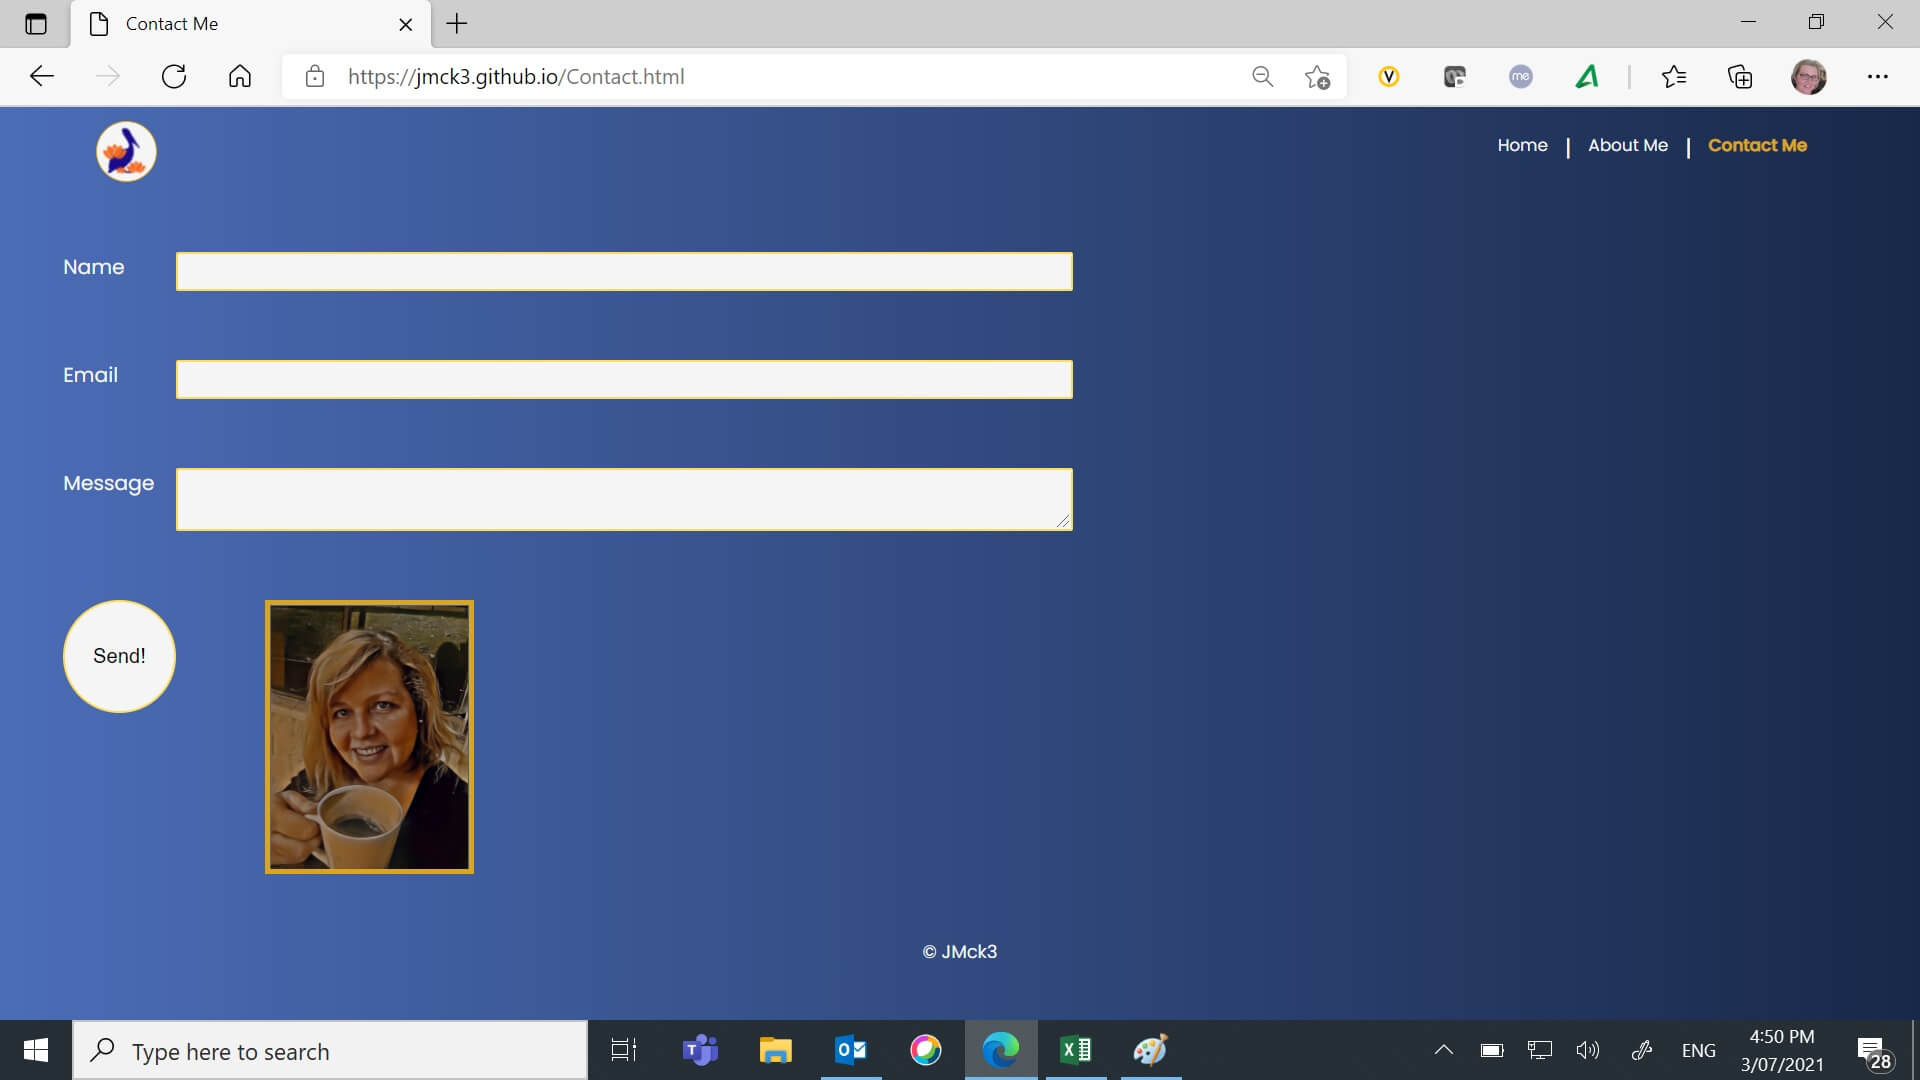 Contact Me
https://jmck3.github.io/Contact.html
me
Home | About Me | Contact Me
Name
Email
Message
Send!
© JMck3
Type here to search
ENG
4:50 PM
3/07/2021
28